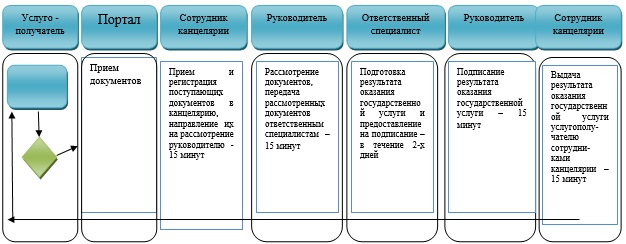 Услуго -
получатель
Портал
Сотрудник
канцелярии
Руководитель
Ответственный
специалист
Руководитель
Сотрудник
канцелярии
Прием
документов
Прием и
регистрация
поступающих
документов в
канцелярию,
направление их
на рассмотрение
руководителю -
15 минут
Рассмотрение
документов,
передача
рассмотренных
документов
ответственным
специалистам –
15 минут
Подготовка
результата
оказания
государственно
й услуги и
предоставление
на подписание –
в течение 2-х
дней
Подписание
результата
оказания
государственной
услуги – 15
минут
Выдача
результата
оказания
государственн
ой услуги
услугополу-
чателю
сотрудни-
ками
канцелярии –
15 минут